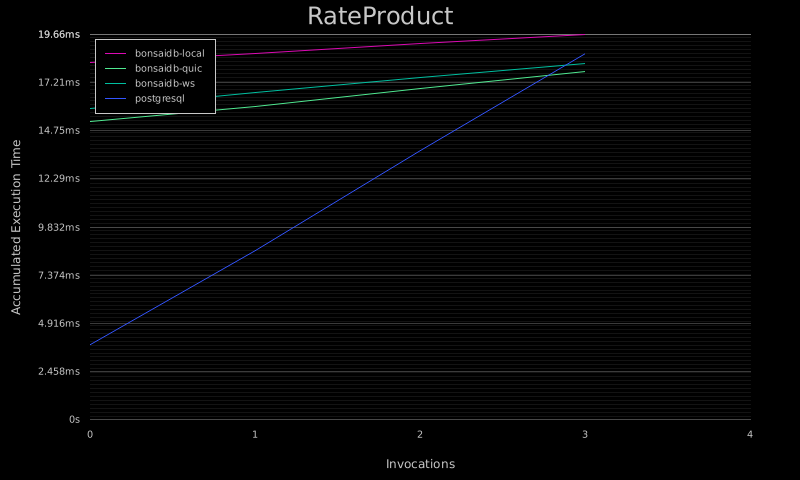 RateProduct
19.66ms
17.21ms
14.75ms
12.29ms
9.832ms
7.374ms
4.916ms
2.458ms
0s
Accumulated Execution Time
bonsaidb-local
bonsaidb-quic
bonsaidb-ws
postgresql
0 1 2 3 4
Invocations